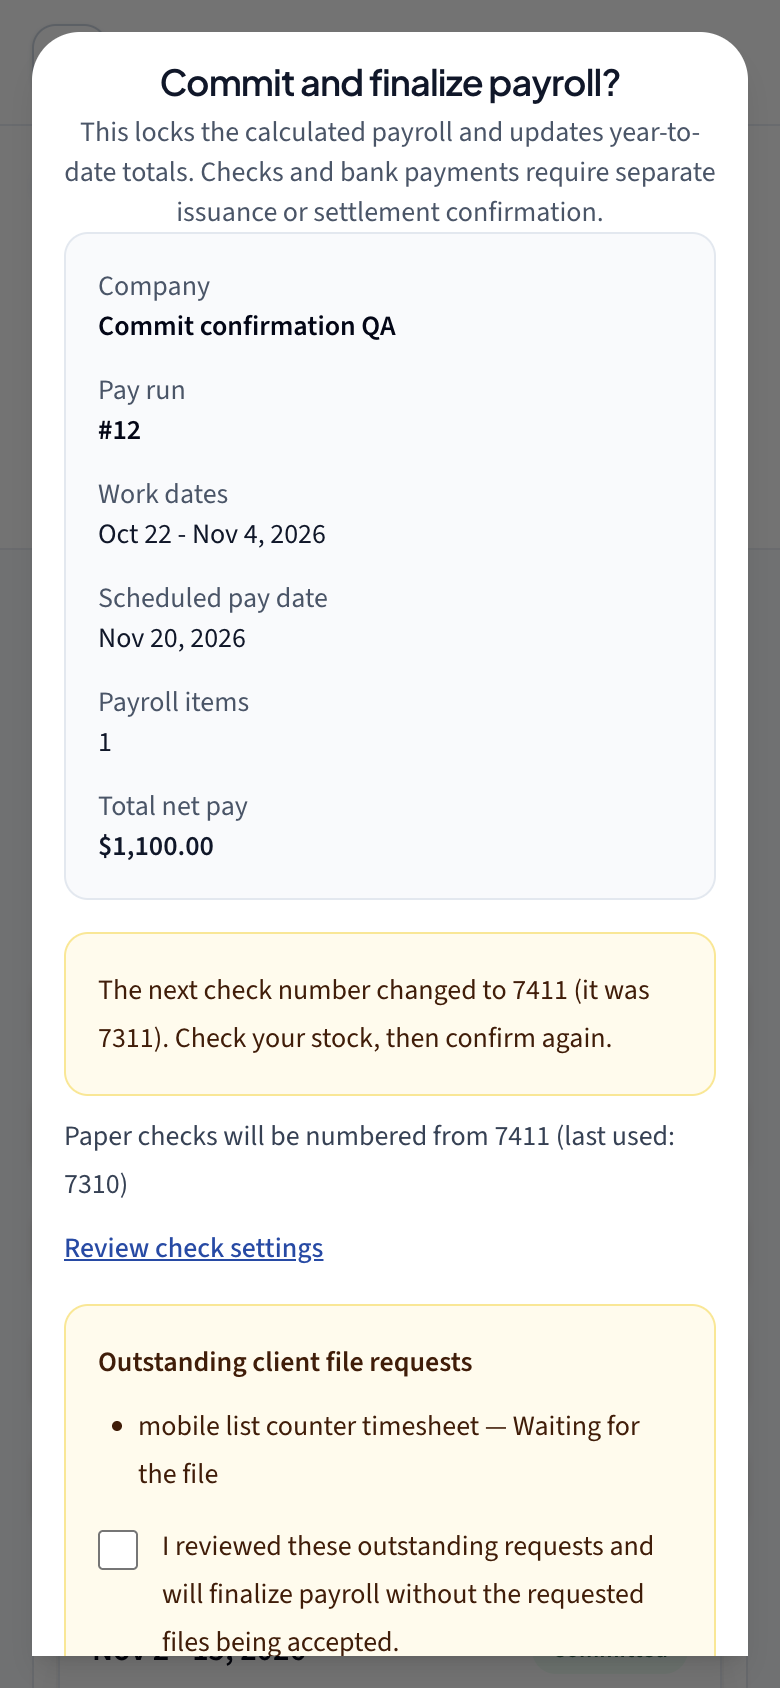 Commit and finalize payroll?
This locks the calculated payroll and updates year-to-
date totals. Checks and bank payments require separate
issuance or settlement confirmation.
Company
Commit confirmation QA
Pay run
#12
Work dates
Oct 22 - Nov 4, 2026
Scheduled pay date
Nov 20, 2026
Payroll items
1
Total net pay
$1,100.00
The next check number changed to 7411 (it was
7311). Check your stock, then confirm again.
Paper checks will be numbered from 7411 (last used:
7310)
Review check settings
Outstanding client file requests
• mobile list counter timesheet — Waiting for
the file
I reviewed these outstanding requests and
will finalize payroll without the requested
files being accepted.